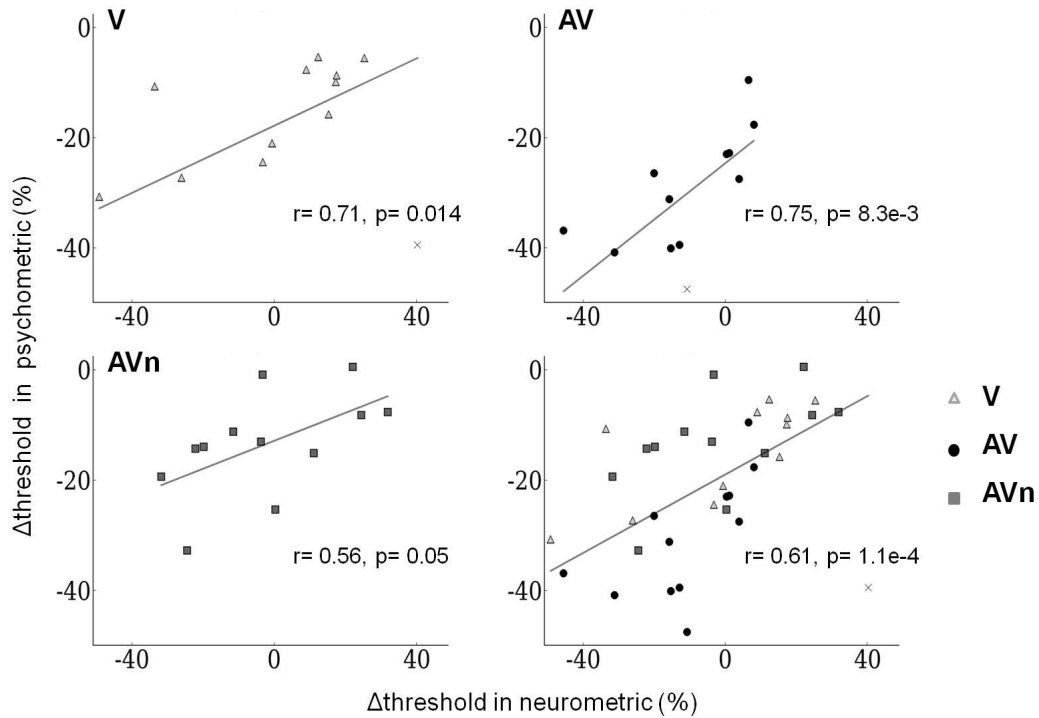 V
AV
0
-20
-40
r= 0.71, p= 0.014
-40
0
40
0
-20
-40
r= 0.75, p= 8.3e-3
-40
0
40
AVn
0
-20
-40
r= 0.56, p= 0.05
-40
0
40
0
-20
-40
r= 0.61, p= 1.1e-4
-40
0
40
V
AV
AVn
Δthreshold in psychometric (%)
Δthreshold in neurometric (%)